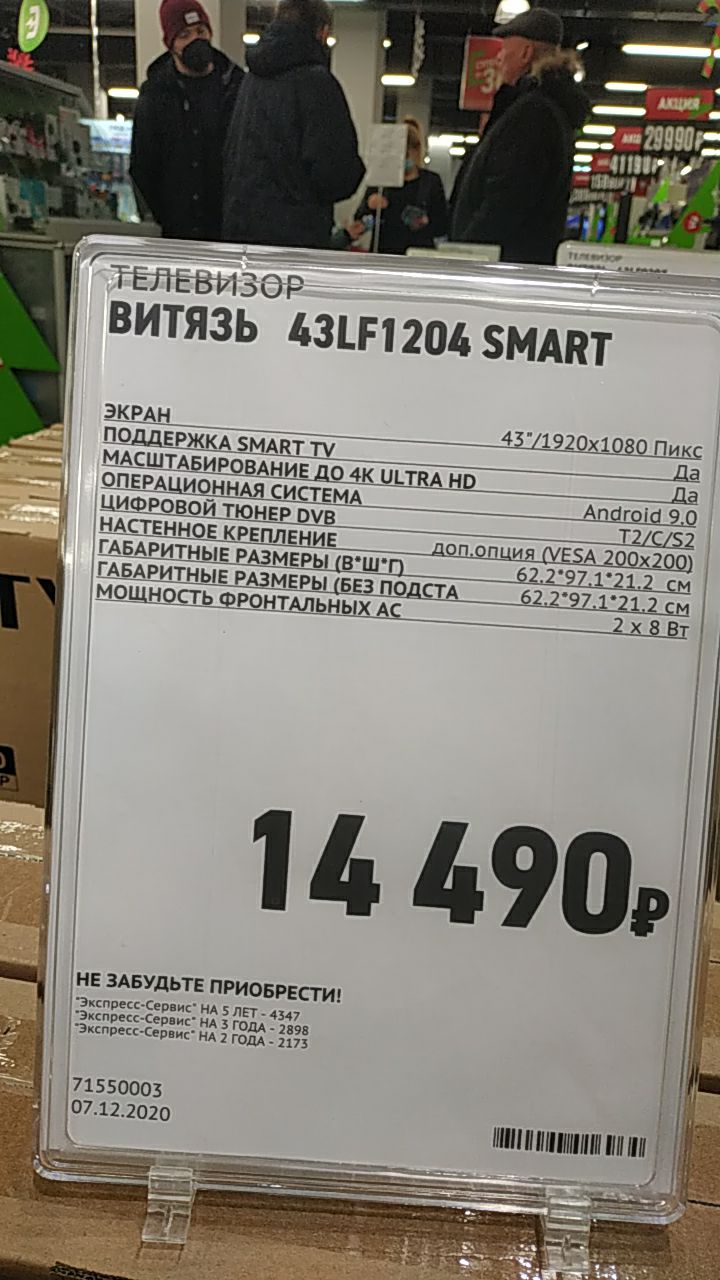 АКЦИЯ
29990
ТЕЛЕВИЗОР
ТЕЛЕВИЗОР
ВИТЯЗЬ 43LF1204 SMART
ЭКРАН 43"/1920x1080 Пикс
ПОДДЕРЖКА SMART TV Да
МАСШТАБИРОВАНИЕ ДО 4K ULTRA HD Да
ОПЕРАЦИОННАЯ СИСТЕМА Android 9.0
ЦИФРОВОЙ ТЮНЕР DVB T2/C/S2
НАСТЕННОЕ КРЕПЛЕНИЕ доп.опция (VESA 200x200)
ГАБАРИТНЫЕ РАЗМЕРЫ (В*Ш*Г) 62.2*97.1*21.2 см
ГАБАРИТНЫЕ РАЗМЕРЫ (БЕЗ ПОДСТА 62.2*97.1*21.2 см
МОЩНОСТЬ ФРОНТАЛЬНЫХ АС 2 x 8 Вт
14 490₽
НЕ ЗАБУДЬТЕ ПРИОБРЕСТИ!
"Экспресс-Сервис" НА 5 ЛЕТ - 4347
"Экспресс-Сервис" НА 3 ГОДА - 2898
"Экспресс-Сервис" НА 2 ГОДА - 2173
71550003
07.12.2020